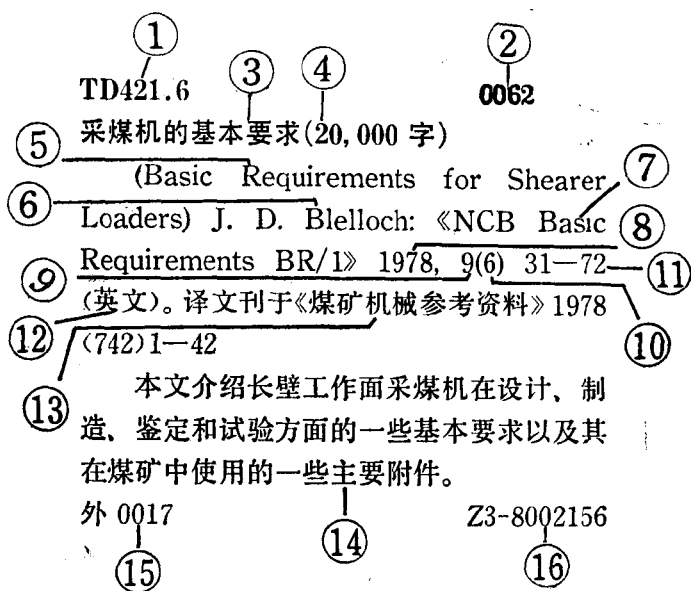 ① ②
③ ④
TD421.6 0062
采煤机的基本要求(20,000 字)
⑤
(Basic Requirements for Shearer
⑥ ⑦
Loaders) J. D. Blelloch: 《NCB Basic
⑧
Requirements BR/1》 1978, 9(6) 31—72
⑨ ⑪
(英文)。译文刊于《煤矿机械参考资料》1978
⑫ ⑩
(742)1—42
⑬
本文介绍长壁工作面采煤机在设计、制
造、鉴定和试验方面的一些基本要求以及其
在煤矿中使用的一些主要附件。
外 0017 Z3-8002156
⑭
⑮ ⑯